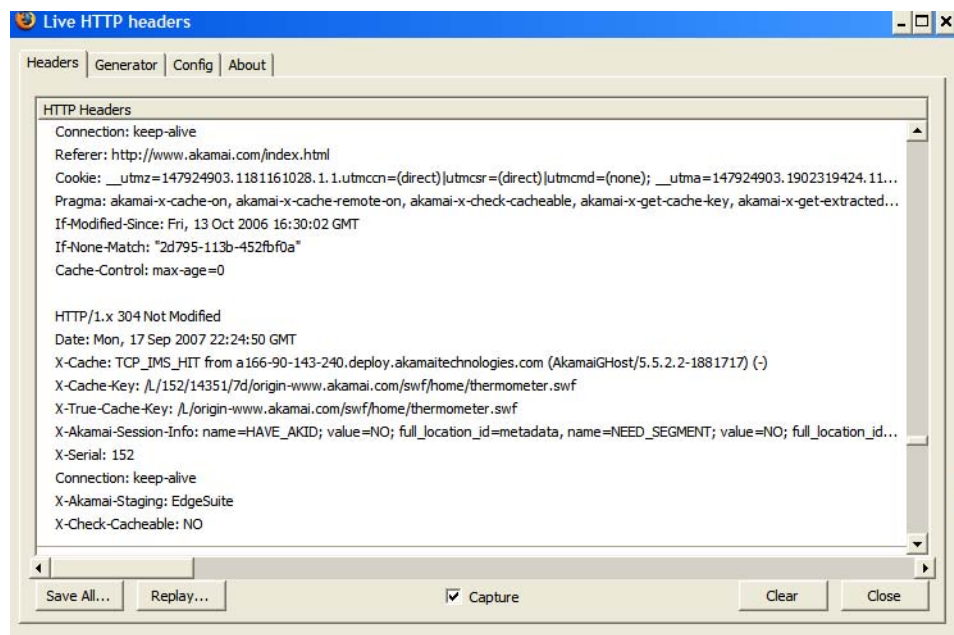 Live HTTP headers
Headers Generator Config About
HTTP Headers
Connection: keep-alive
Referer: http://www.akamai.com/index.html
Cookie: __utmz=147924903.1181161028.1.1.utmccn=(direct)|utmcsr=(direct)|utmcmd=(none); __utma=147924903.1902319424.11...
Pragma: akamai-x-cache-on, akamai-x-cache-remote-on, akamai-x-check-cacheable, akamai-x-get-cache-key, akamai-x-get-extracted...
If-Modified-Since: Fri, 13 Oct 2006 16:30:02 GMT
If-None-Match: "2d795-113b-452fbf0a"
Cache-Control: max-age=0
HTTP/1.x 304 Not Modified
Date: Mon, 17 Sep 2007 22:24:50 GMT
X-Cache: TCP_IMS_HIT from a166-90-143-240.deploy.akamaitechnologies.com (AkamaiGHost/5.5.2.2-1881717) (-)
X-Cache-Key: /L/152/14351/7d/origin-www.akamai.com/swf/home/thermometer.swf
X-True-Cache-Key: /L/origin-www.akamai.com/swf/home/thermometer.swf
X-Akamai-Session-Info: name=HAVE_AKID; value=NO; full_location_id=metadata, name=NEED_SEGMENT; value=NO; full_location_id...
X-Serial: 152
Connection: keep-alive
X-Akamai-Staging: EdgeSuite
X-Check-Cacheable: NO
Save All... Replay... Capture Clear Close